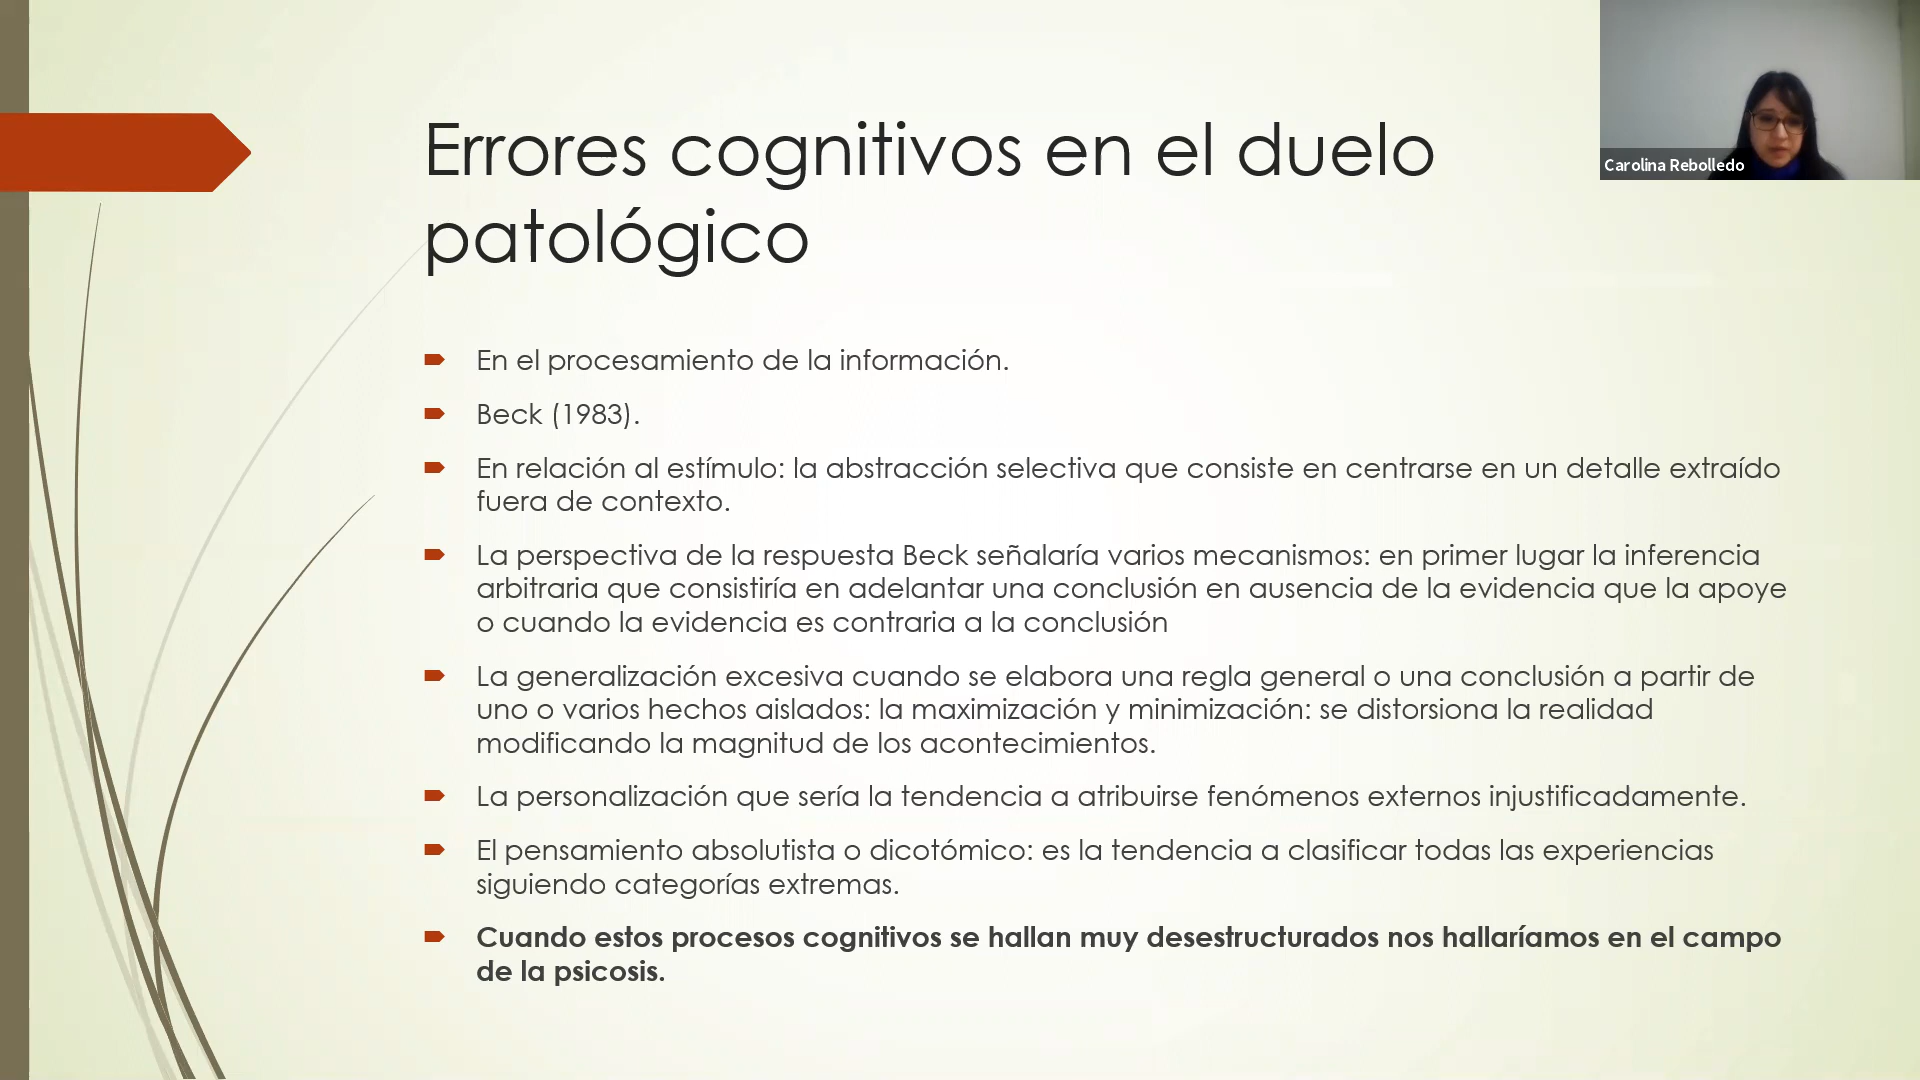 Errores cognitivos en el duelo
patológico
Carolina Rebolledo
En el procesamiento de la información.
Beck (1983).
En relación al estímulo: la abstracción selectiva que consiste en centrarse en un detalle extraído
fuera de contexto.
La perspectiva de la respuesta Beck señalaría varios mecanismos: en primer lugar la inferencia
arbitraria que consistiría en adelantar una conclusión en ausencia de la evidencia que la apoye
o cuando la evidencia es contraria a la conclusión
La generalización excesiva cuando se elabora una regla general o una conclusión a partir de
uno o varios hechos aislados: la maximización y minimización: se distorsiona la realidad
modificando la magnitud de los acontecimientos.
La personalización que sería la tendencia a atribuirse fenómenos externos injustificadamente.
El pensamiento absolutista o dicotómico: es la tendencia a clasificar todas las experiencias
siguiendo categorías extremas.
Cuando estos procesos cognitivos se hallan muy desestructurados nos hallaríamos en el campo
de la psicosis.